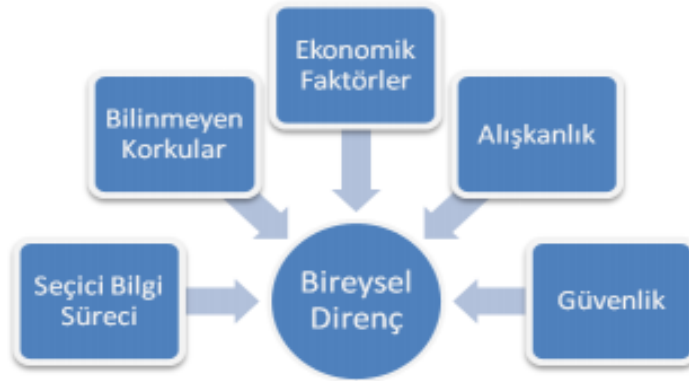 Ekonomik
Faktörler
Bilinmeyen
Korkular
Alışkanlık
Seçici Bilgi
Süreci
Bireysel
Direnç
Güvenlik